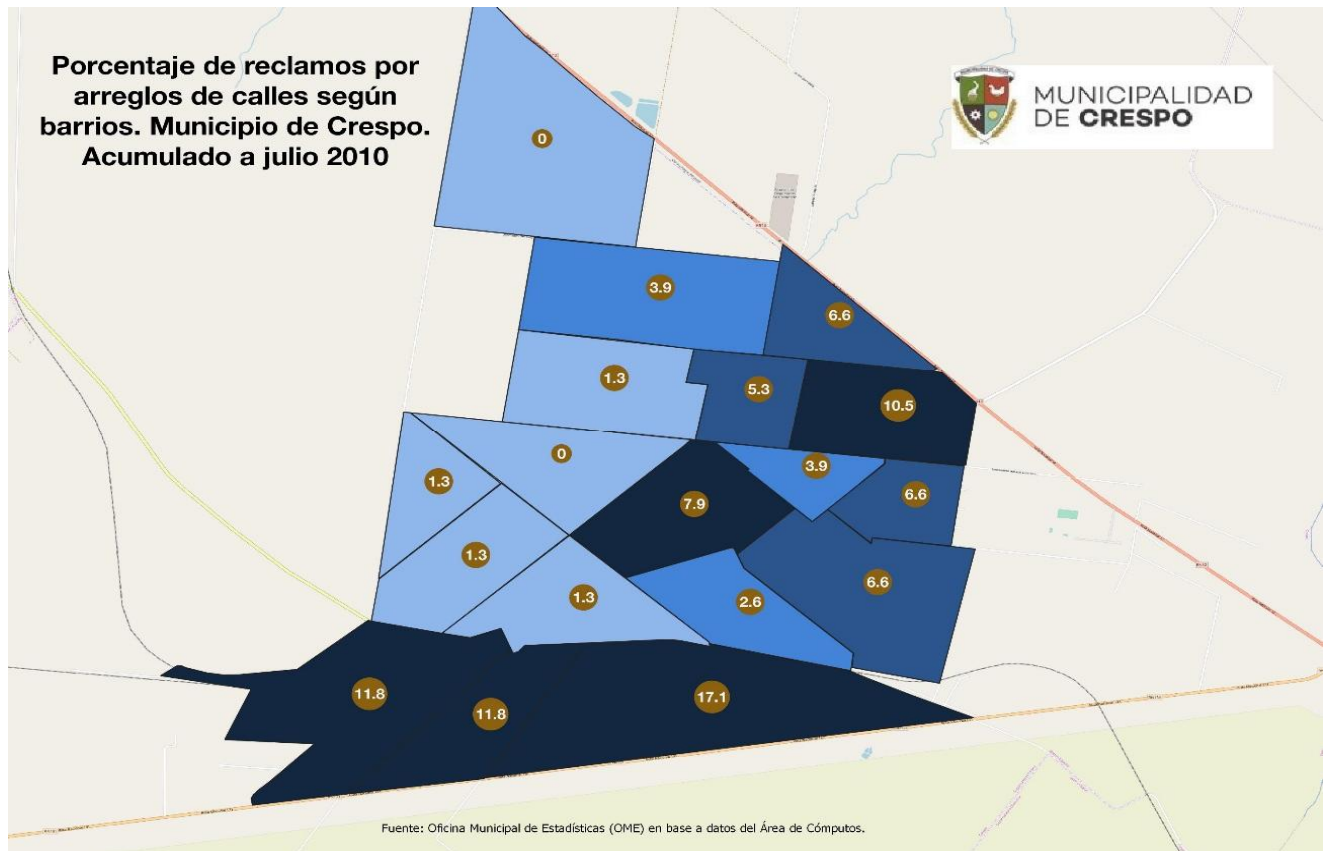 Porcentaje de reclamos por
arreglos de calles según
barrios. Municipio de Crespo.
Acumulado a julio 2010
MUNICIPALIDAD
DE CRESPO
0
3.9
6.6
1.3
5.3
10.5
0
3.9
1.3
6.6
7.9
1.3
6.6
1.3
2.6
11.8
11.8
17.1
Fuente: Oficina Municipal de Estadísticas (OME) en base a datos del Área de Cómputos.